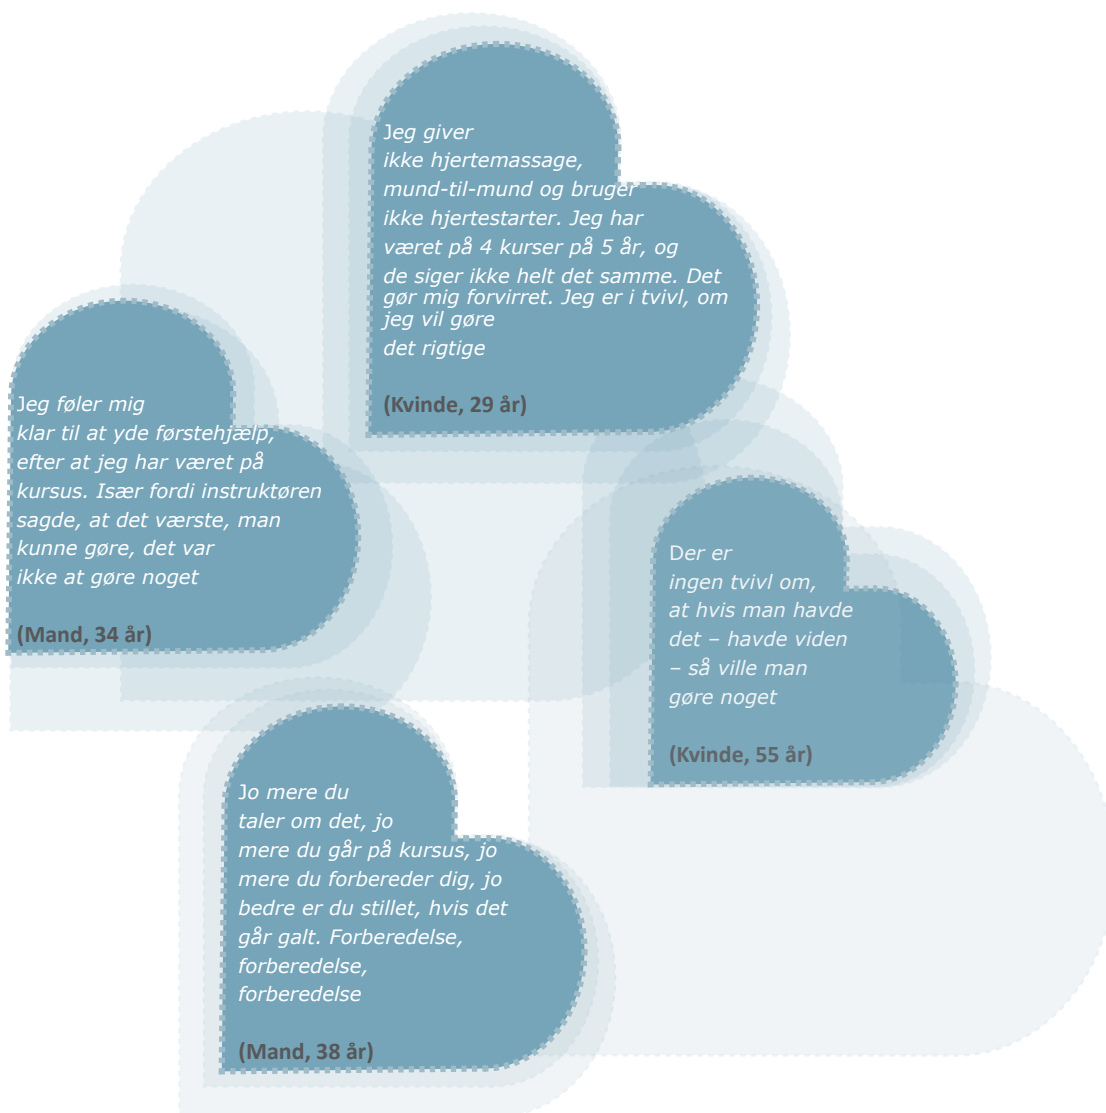 Jeg giver
ikke hjertemassage,
mund-til-mund og bruger
ikke hjertestarter. Jeg har
været på 4 kurser på 5 år, og
de siger ikke helt det samme. Det
gør mig forvirret. Jeg er i tvivl, om
jeg vil gøre
det rigtige
(Kvinde, 29 år)
Jeg føler mig
klar til at yde førstehjælp,
efter at jeg har været på
kursus. Især fordi instruktøren
sagde, at det værste, man
kunne gøre, det var
ikke at gøre noget
(Mand, 34 år)
Der er
ingen tvivl om,
at hvis man havde
det – havde viden
– så ville man
gøre noget
(Kvinde, 55 år)
Jo mere du
taler om det, jo
mere du går på kursus, jo
mere du forbereder dig, jo
bedre er du stillet, hvis det
går galt. Forberedelse,
forberedelse,
forberedelse
(Mand, 38 år)